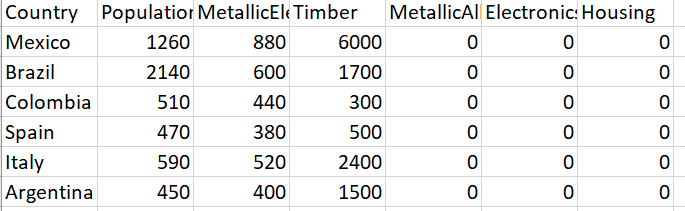 Country Population MetallicEle Timber MetallicAll Electronics Housing
Mexico 1260 880 6000 0 0 0
Brazil 2140 600 1700 0 0 0
Colombia 510 440 300 0 0 0
Spain 470 380 500 0 0 0
Italy 590 520 2400 0 0 0
Argentina 450 400 1500 0 0 0